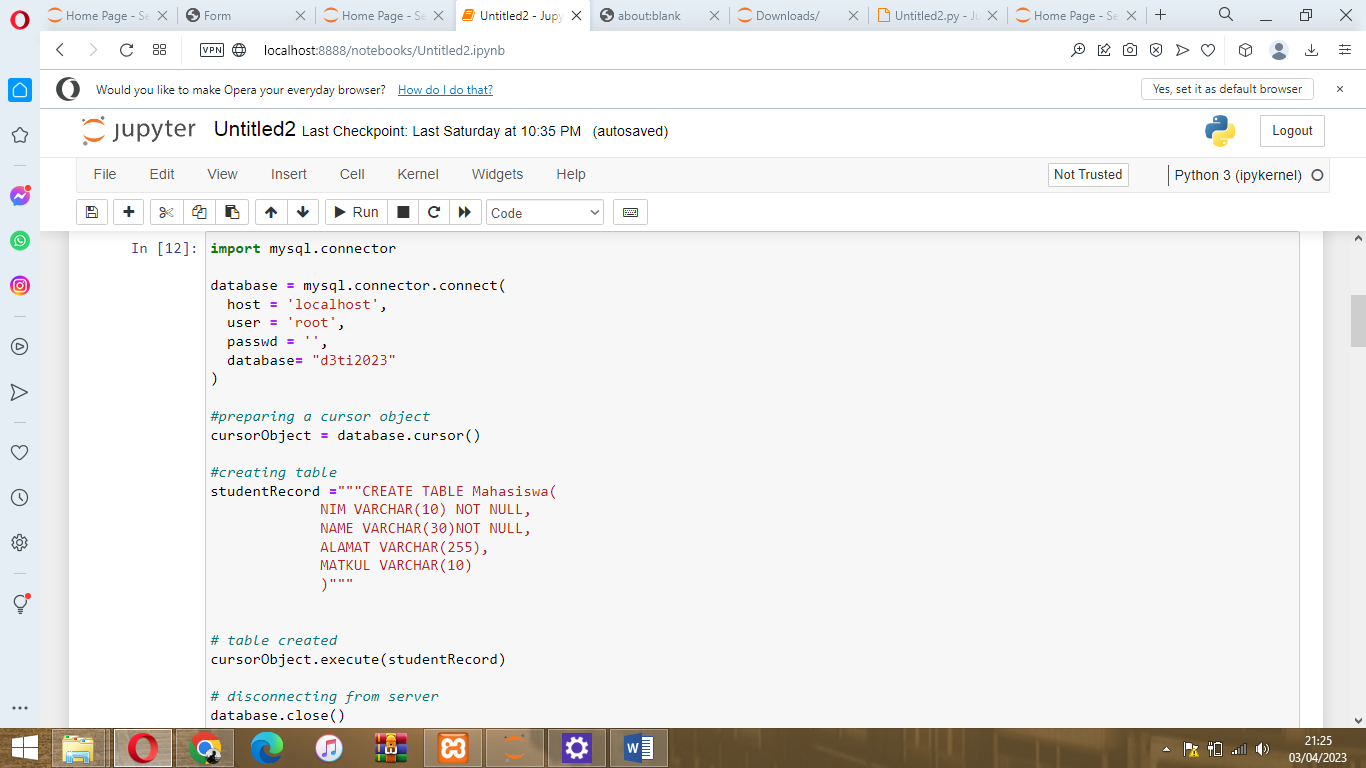 Home Page - Se
Form
Home Page - Se
Untitled2 - Jupy
about:blank
Downloads/
Untitled2.py - Ju
Home Page - Se
VPN
localhost:8888/notebooks/Untitled2.ipynb
Would you like to make Opera your everyday browser? How do I do that?
Yes, set it as default browser
jupyter Untitled2 Last Checkpoint: Last Saturday at 10:35 PM (autosaved)
Logout
File Edit View Insert Cell Kernel Widgets Help
Not Trusted
Python 3 (ipykernel)
Run
Code
In [12]:
import mysql.connector
database = mysql.connector.connect(
host = 'localhost',
user = 'root',
passwd = '',
database= "d3ti2023"
)
#preparing a cursor object
cursorObject = database.cursor()
#creating table
studentRecord ="""CREATE TABLE Mahasiswa(
NIM VARCHAR(10) NOT NULL,
NAME VARCHAR(30)NOT NULL,
ALAMAT VARCHAR(255),
MATKUL VARCHAR(10)
)"""
# table created
cursorObject.execute(studentRecord)
# disconnecting from server
database.close()
21:25
03/04/2023